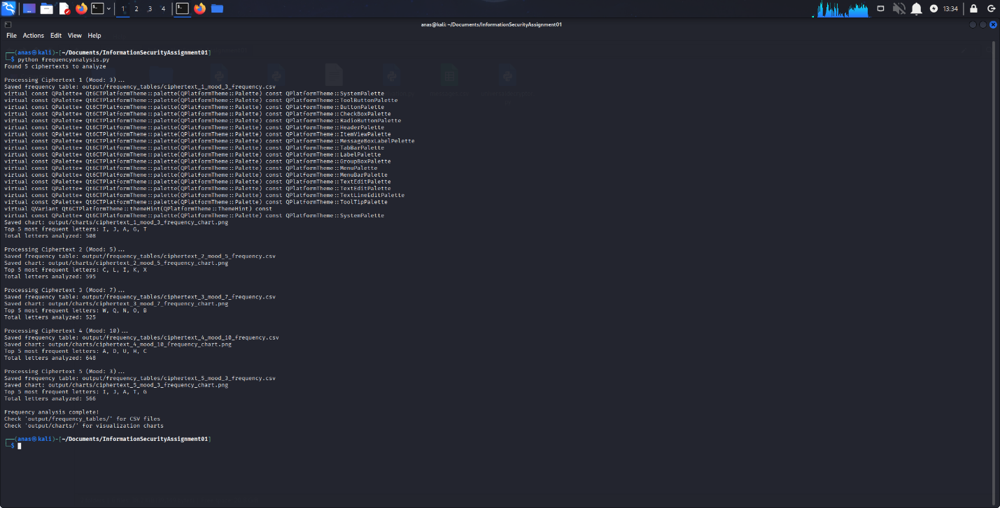 1 2 3 4 13:34
anas@kali: ~/Documents/InformationSecurityAssignment01
File Actions Edit View Help
┌──(anas㉿kali)-[~/Documents/InformationSecurityAssignment01]
└─$ python frequencyanalysis.py
Found 5 ciphertexts to analyze
Processing Ciphertext 1 (Mood: 3)...
Saved frequency table: output/frequency_tables/ciphertext_1_mood_3_frequency.csv
virtual const QPalette* Qt6CTPlatformTheme::palette(QPlatformTheme::Palette) const QPlatformTheme::SystemPalette
virtual const QPalette* Qt6CTPlatformTheme::palette(QPlatformTheme::Palette) const QPlatformTheme::ToolButtonPalette
virtual const QPalette* Qt6CTPlatformTheme::palette(QPlatformTheme::Palette) const QPlatformTheme::ButtonPalette
virtual const QPalette* Qt6CTPlatformTheme::palette(QPlatformTheme::Palette) const QPlatformTheme::CheckBoxPalette
virtual const QPalette* Qt6CTPlatformTheme::palette(QPlatformTheme::Palette) const QPlatformTheme::RadioButtonPalette
virtual const QPalette* Qt6CTPlatformTheme::palette(QPlatformTheme::Palette) const QPlatformTheme::HeaderPalette
virtual const QPalette* Qt6CTPlatformTheme::palette(QPlatformTheme::Palette) const QPlatformTheme::ItemViewPalette
virtual const QPalette* Qt6CTPlatformTheme::palette(QPlatformTheme::Palette) const QPlatformTheme::MessageBoxLabelPelette
virtual const QPalette* Qt6CTPlatformTheme::palette(QPlatformTheme::Palette) const QPlatformTheme::TabBarPalette
virtual const QPalette* Qt6CTPlatformTheme::palette(QPlatformTheme::Palette) const QPlatformTheme::LabelPalette
virtual const QPalette* Qt6CTPlatformTheme::palette(QPlatformTheme::Palette) const QPlatformTheme::GroupBoxPalette
virtual const QPalette* Qt6CTPlatformTheme::palette(QPlatformTheme::Palette) const QPlatformTheme::MenuPalette
virtual const QPalette* Qt6CTPlatformTheme::palette(QPlatformTheme::Palette) const QPlatformTheme::MenuBarPalette
virtual const QPalette* Qt6CTPlatformTheme::palette(QPlatformTheme::Palette) const QPlatformTheme::TextEditPalette
virtual const QPalette* Qt6CTPlatformTheme::palette(QPlatformTheme::Palette) const QPlatformTheme::TextEditPalette
virtual const QPalette* Qt6CTPlatformTheme::palette(QPlatformTheme::Palette) const QPlatformTheme::TextLineEditPalette
virtual const QPalette* Qt6CTPlatformTheme::palette(QPlatformTheme::Palette) const QPlatformTheme::ToolTipPalette
virtual QVariant Qt6CTPlatformTheme::themeHint(QPlatformTheme::ThemeHint) const
virtual const QPalette* Qt6CTPlatformTheme::palette(QPlatformTheme::Palette) const QPlatformTheme::SystemPalette
Saved chart: output/charts/ciphertext_1_mood_3_frequency_chart.png
Top 5 most frequent letters: I, J, A, G, T
Total letters analyzed: 508
Processing Ciphertext 2 (Mood: 5)...
Saved frequency table: output/frequency_tables/ciphertext_2_mood_5_frequency.csv
Saved chart: output/charts/ciphertext_2_mood_5_frequency_chart.png
Top 5 most frequent letters: C, L, I, K, X
Total letters analyzed: 595
Processing Ciphertext 3 (Mood: 7)...
Saved frequency table: output/frequency_tables/ciphertext_3_mood_7_frequency.csv
Saved chart: output/charts/ciphertext_3_mood_7_frequency_chart.png
Top 5 most frequent letters: W, Q, N, O, B
Total letters analyzed: 525
Processing Ciphertext 4 (Mood: 10)...
Saved frequency table: output/frequency_tables/ciphertext_4_mood_10_frequency.csv
Saved chart: output/charts/ciphertext_4_mood_10_frequency_chart.png
Top 5 most frequent letters: A, D, U, H, C
Total letters analyzed: 648
Processing Ciphertext 5 (Mood: 3)...
Saved frequency table: output/frequency_tables/ciphertext_5_mood_3_frequency.csv
Saved chart: output/charts/ciphertext_5_mood_3_frequency_chart.png
Top 5 most frequent letters: I, J, A, T, G
Total letters analyzed: 566
Frequency analysis complete!
Check 'output/frequency_tables/' for CSV files
Check 'output/charts/' for visualization charts
┌──(anas㉿kali)-[~/Documents/InformationSecurityAssignment01]
└─$